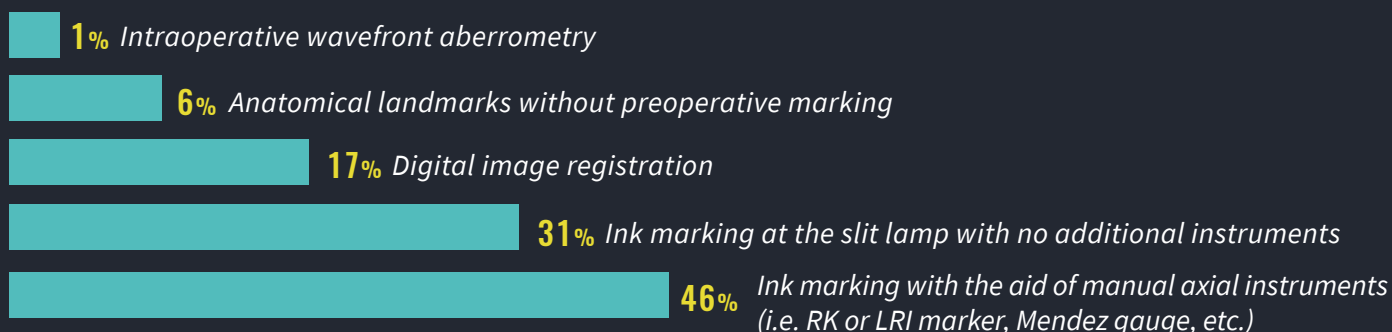 1% Intraoperative wavefront aberrometry
6% Anatomical landmarks without preoperative marking
17% Digital image registration
31% Ink marking at the slit lamp with no additional instruments
46% Ink marking with the aid of manual axial instruments
(i.e. RK or LRI marker, Mendez gauge, etc.)